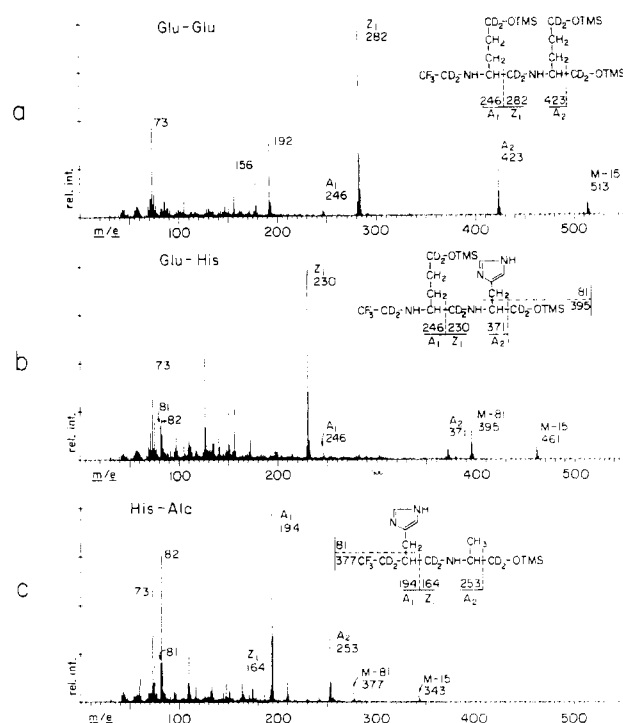 a
Glu-Glu
Z₁
282
73
156
192
A₁
246
A₂
423
M-15
513
rel. int.
m/e
100
200
300
400
500
CD₂-OTMS
CD₂-OTMS
CH₂
CH₂
CH₂
CH₂
CF₃-CD₂-NH-CH-CD₂-NH-CH-CD₂-OTMS
246 282 423
A₁ Z₁ A₂
b
Glu-His
Z₁
230
73
81
82
A₁
246
A₂
371
M-81
395
M-15
461
rel. int.
m/e
100
200
400
500
CD₂-OTMS
CH₂
CH₂
N
NH
CH₂
81
395
CF₃-CD₂-NH-CH-CD₂-NH-CH-CD₂-OTMS
246 230 371
A₁ Z₁ A₂
c
His-Alc
A₁
194
82
73
81
Z₁
164
A₂
253
M-81
377
M-15
343
rel. int.
m/e
100
200
300
400
500
N
NH
81
377
CH₂
CH₃
CF₃-CD₂-CH-CD₂-NH-CH-CD₂-OTMS
194 164 253
A₁ Z₁ A₂